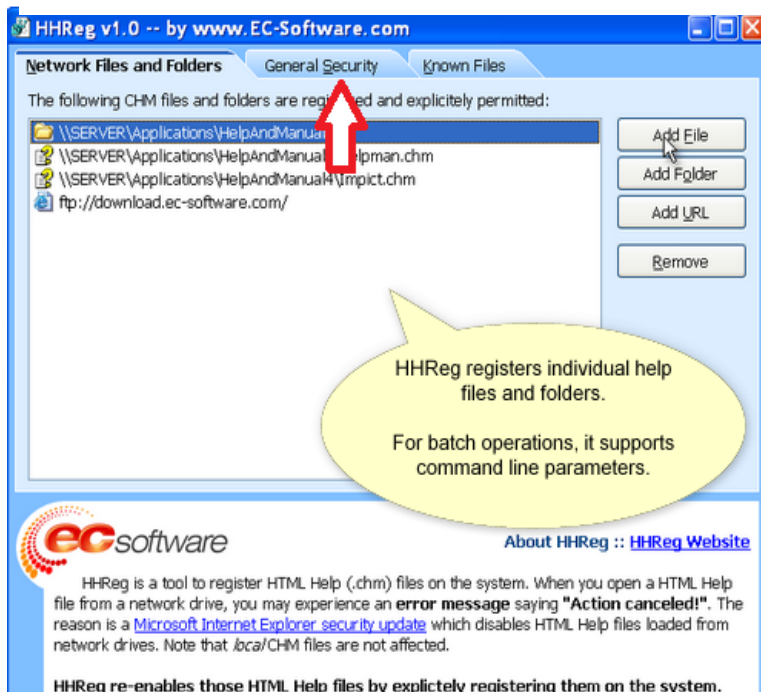 HHReg v1.0 -- by www.EC-Software.com
Network Files and Folders General Security Known Files
The following CHM files and folders are and explicitely permitted:
\\SERVER\Applications\HelpAndManual
\\SERVER\Applications\HelpAndManual elpman.chm
\\SERVER\Applications\HelpAndManual4\Impict.chm
ftp://download.ec-software.com/
Add File
Add Folder
Add URL
Remove
HHReg registers individual help
files and folders.
For batch operations, it supports
command line parameters.
ecsoftware
About HHReg :: HHReg Website
HHReg is a tool to register HTML Help (.chm) files on the system. When you open a HTML Help
file from a network drive, you may experience an error message saying "Action canceled!". The
reason is a Microsoft Internet Explorer security update which disables HTML Help files loaded from
network drives. Note that local CHM files are not affected.
HHReg re-enables those HTML Help files by explictely registering them on the system.